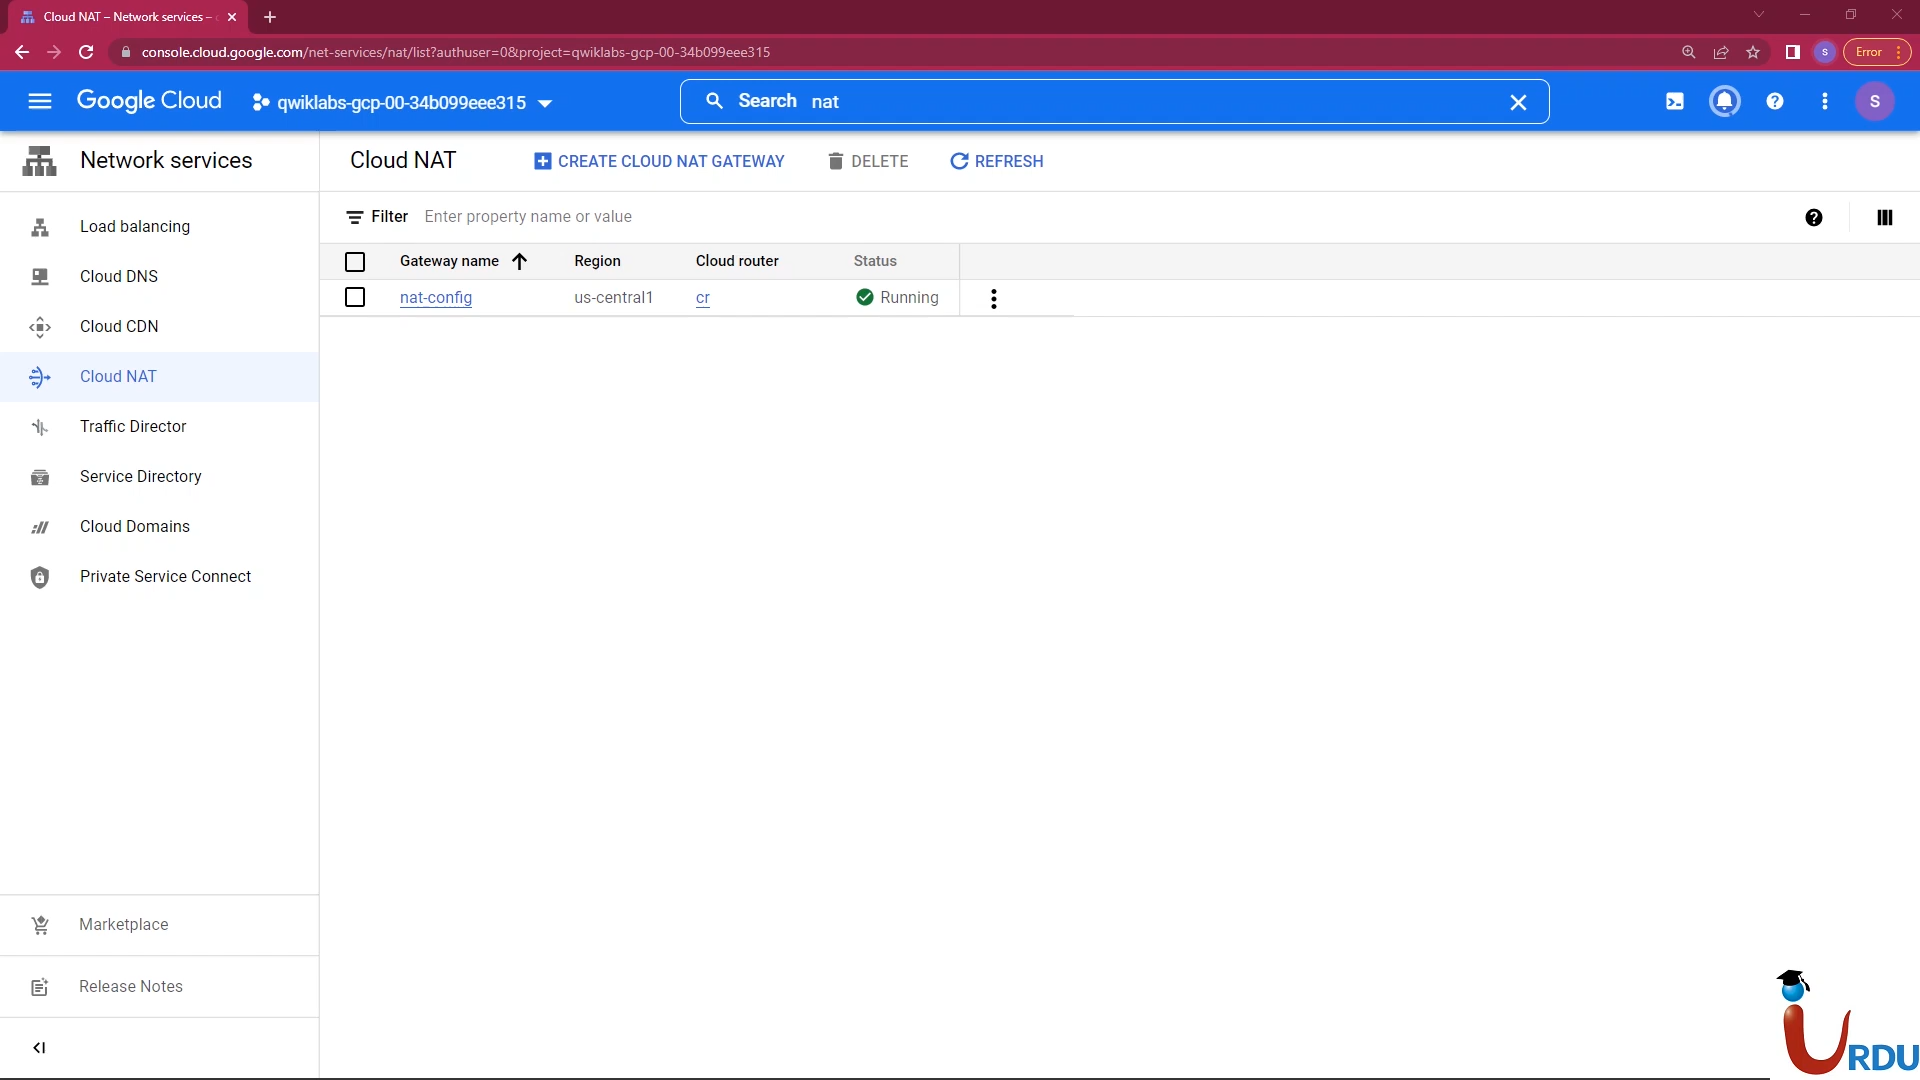 Cloud NAT – Network services –
console.cloud.google.com/net-services/nat/list?authuser=0&project=qwiklabs-gcp-00-34b099eee315
S
Error
Google Cloud
qwiklabs-gcp-00-34b099eee315
Search nat
S
Network services
Cloud NAT
CREATE CLOUD NAT GATEWAY
DELETE
REFRESH
Filter Enter property name or value
Gateway name Region Cloud router Status
nat-config us-central1 cr Running
Load balancing
Cloud DNS
Cloud CDN
Cloud NAT
Traffic Director
Service Directory
Cloud Domains
Private Service Connect
Marketplace
Release Notes
iURDU